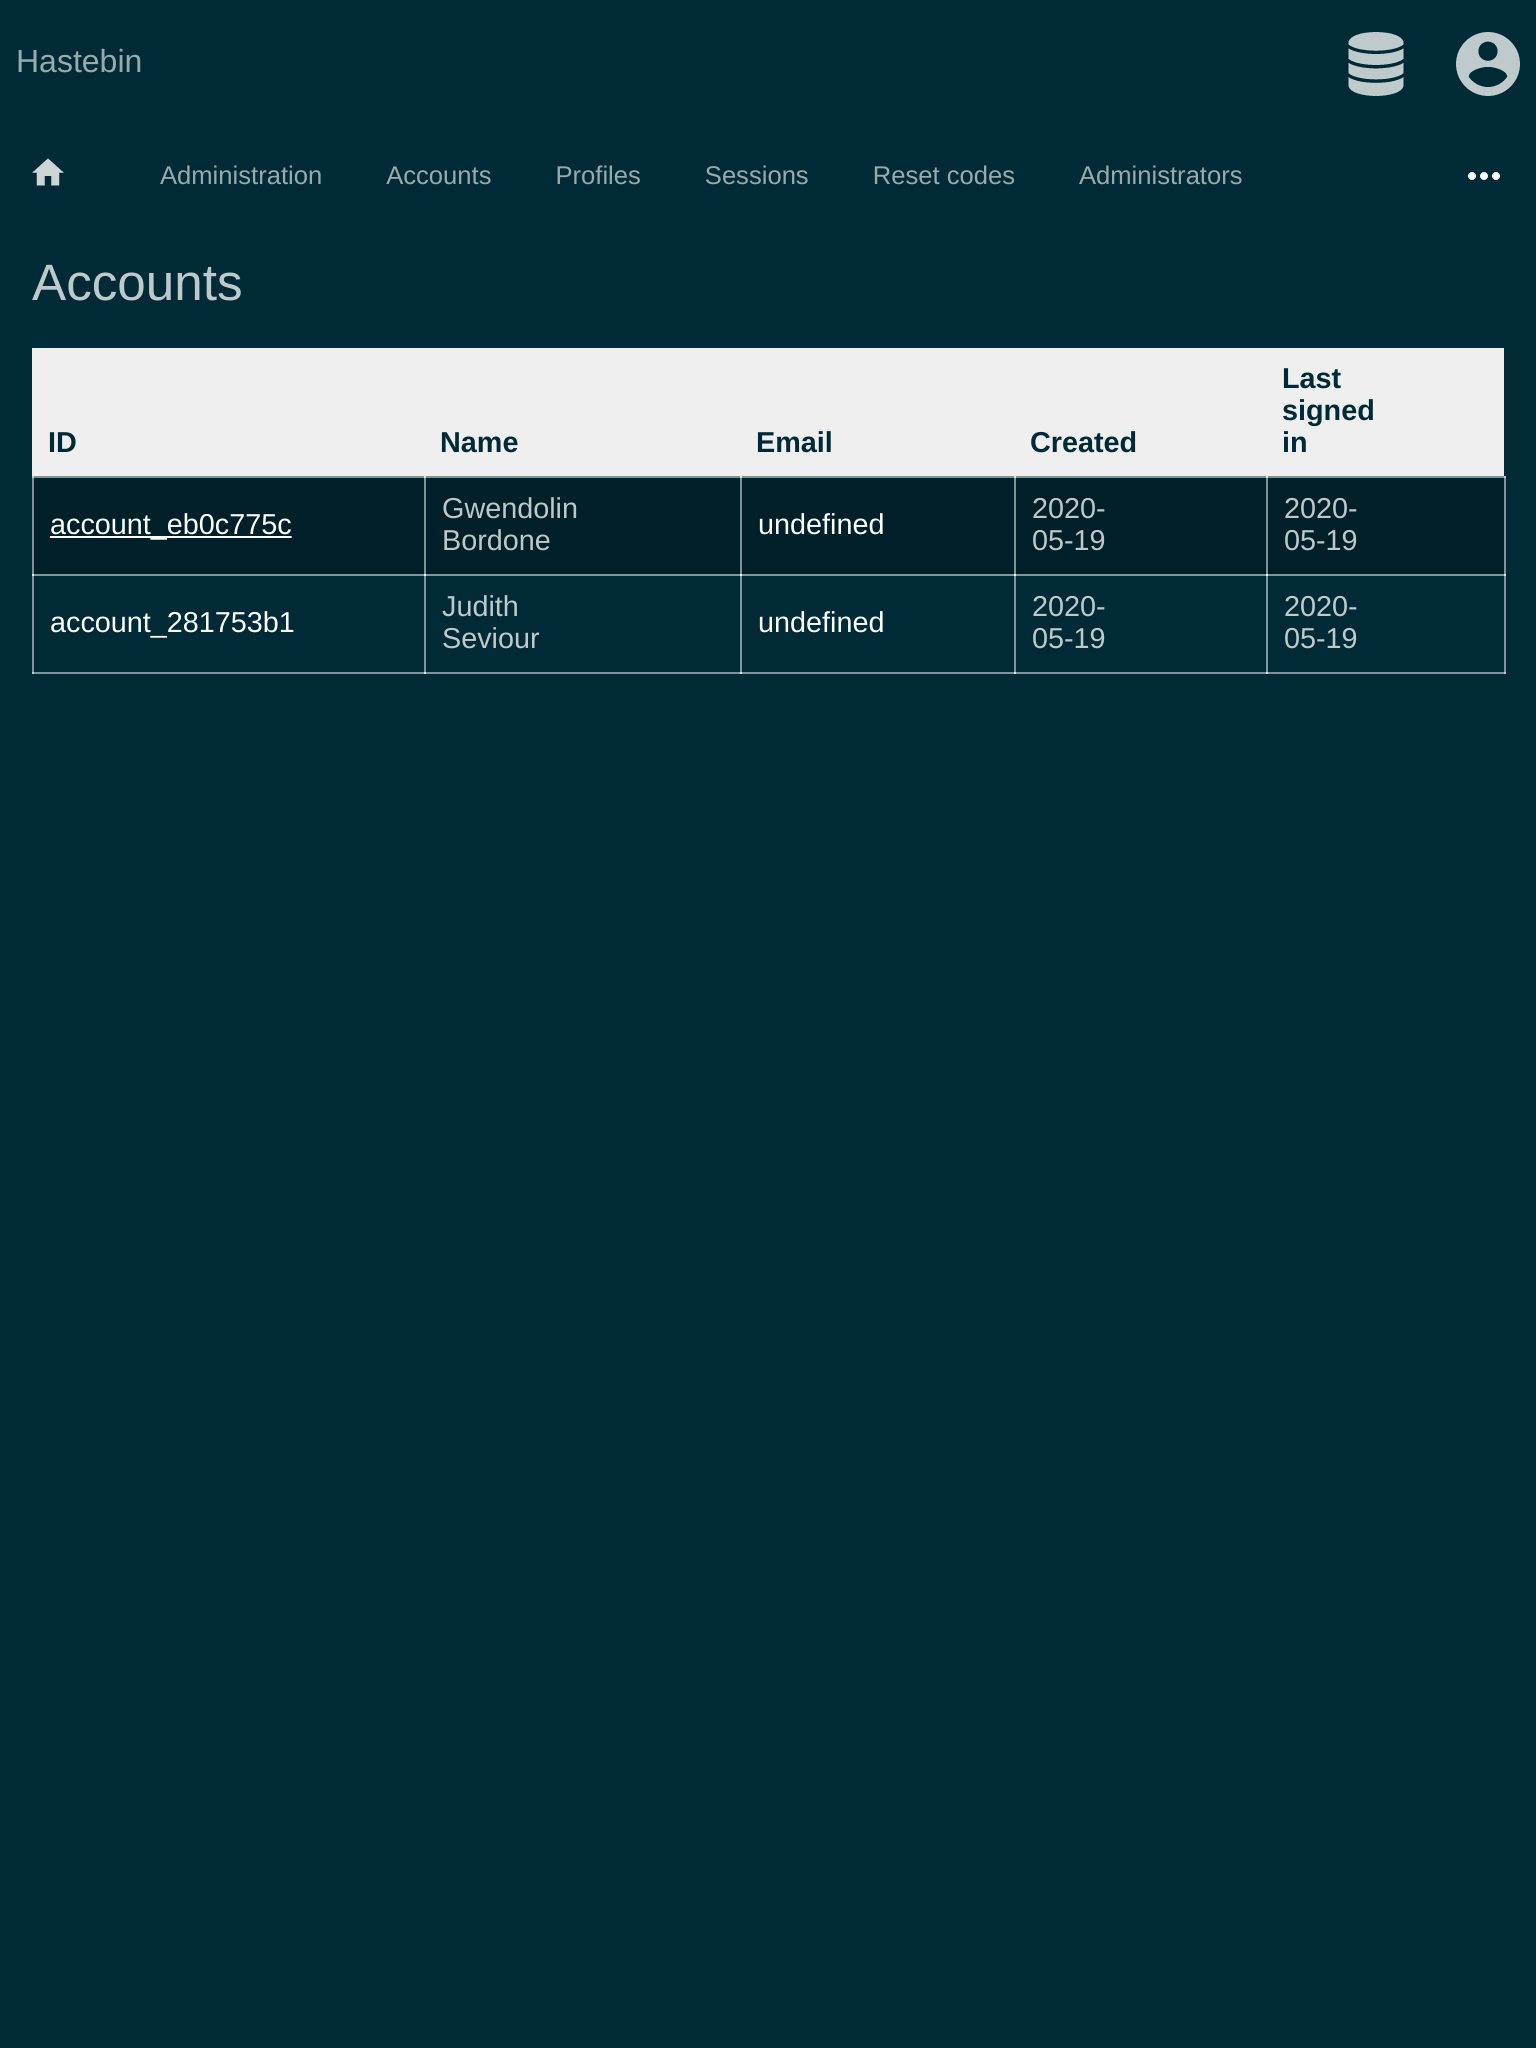 Hastebin
Administration Accounts Profiles Sessions Reset codes Administrators
Accounts
ID Name Email Created Last signed in
account_eb0c775c Gwendolin Bordone undefined 2020-05-19 2020-05-19
account_281753b1 Judith Seviour undefined 2020-05-19 2020-05-19